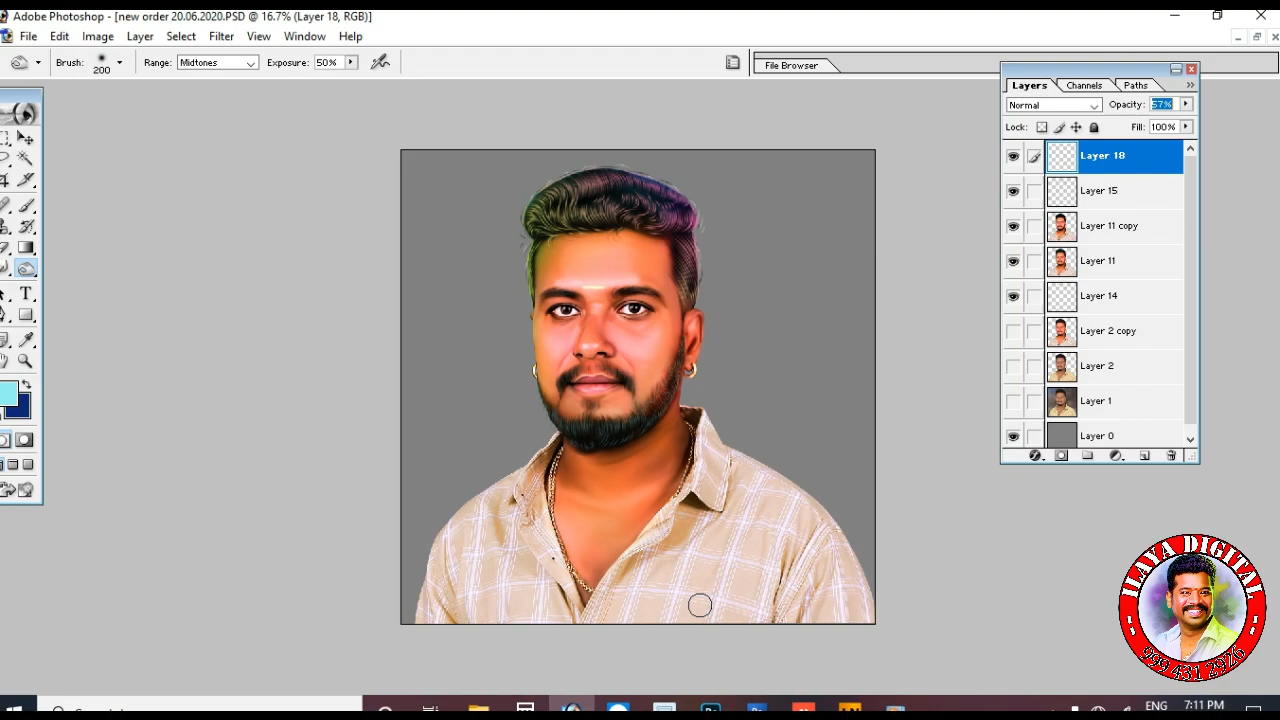 Adobe Photoshop - [new order 20.06.2020.PSD @ 16.7% (Layer 18, RGB)]
File Edit Image Layer Select Filter View Window Help
Brush: 200 Range: Midtones Exposure: 50% File Browser
Layers Channels Paths
Normal Opacity: 57%
Lock: Fill: 100%
Layer 18
Layer 15
Layer 11 copy
Layer 11
Layer 14
Layer 2 copy
Layer 2
Layer 1
Layer 0
ILAYA DIGITAL
999 431 2926
ENG 7:11 PM